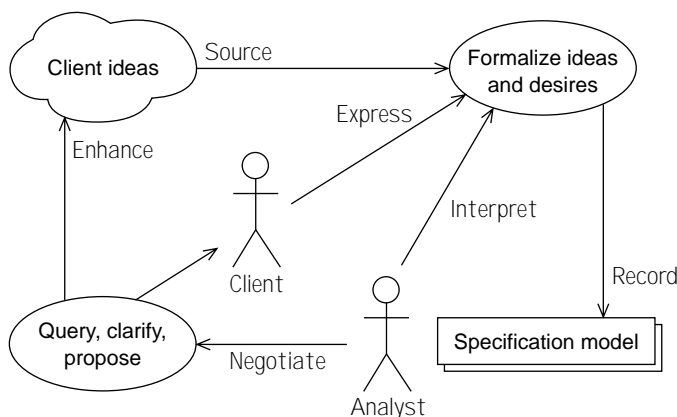 Client ideas
Source
Formalize ideas
and desires
Express
Enhance
Interpret
Client
Record
Query, clarify,
propose
Negotiate
Specification model
Analyst